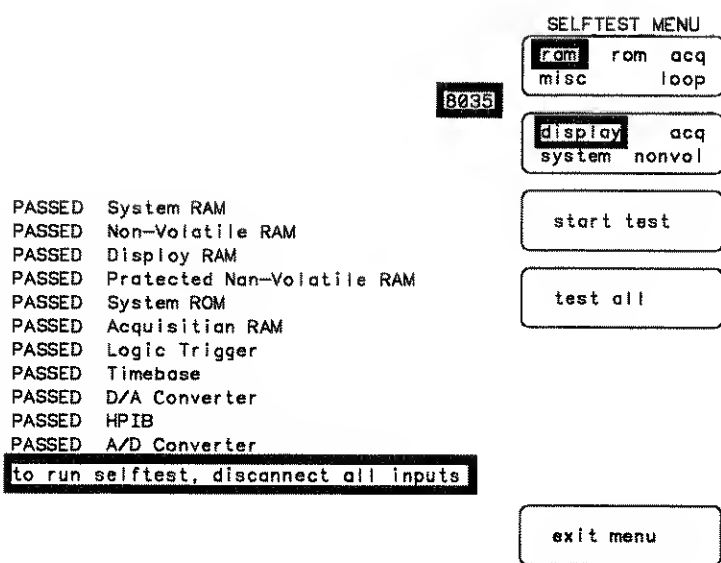 SELFTEST MENU
ram rom acq
misc loop
8035
display acq
system nonvol
PASSED System RAM
PASSED Non-Volatile RAM
PASSED Display RAM
PASSED Protected Non-Volatile RAM
PASSED System ROM
PASSED Acquisition RAM
PASSED Logic Trigger
PASSED Timebase
PASSED D/A Converter
PASSED HPIB
PASSED A/D Converter
to run selftest, disconnect all inputs
start test
test all
exit menu